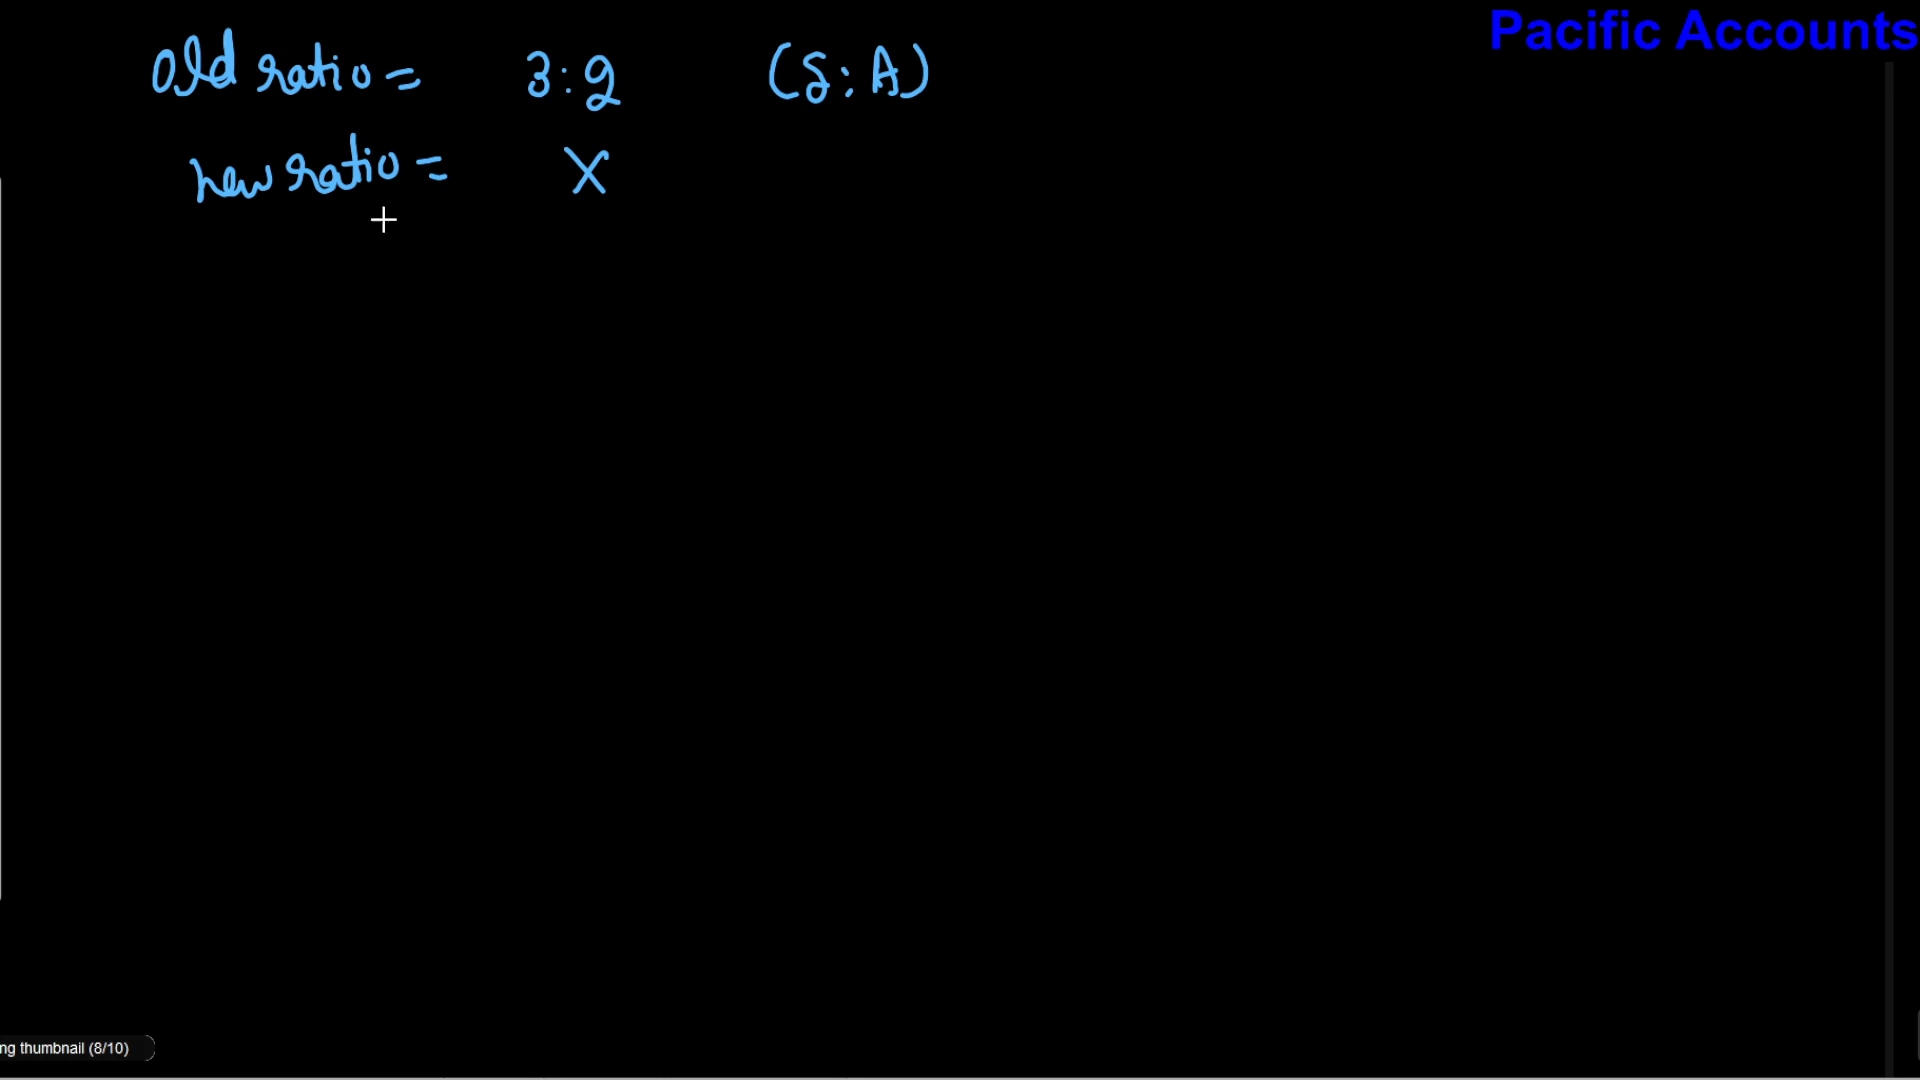 Pacific Accounts
Old ratio = 3:2 (S:A)
new ratio = X
ng thumbnail (8/10)